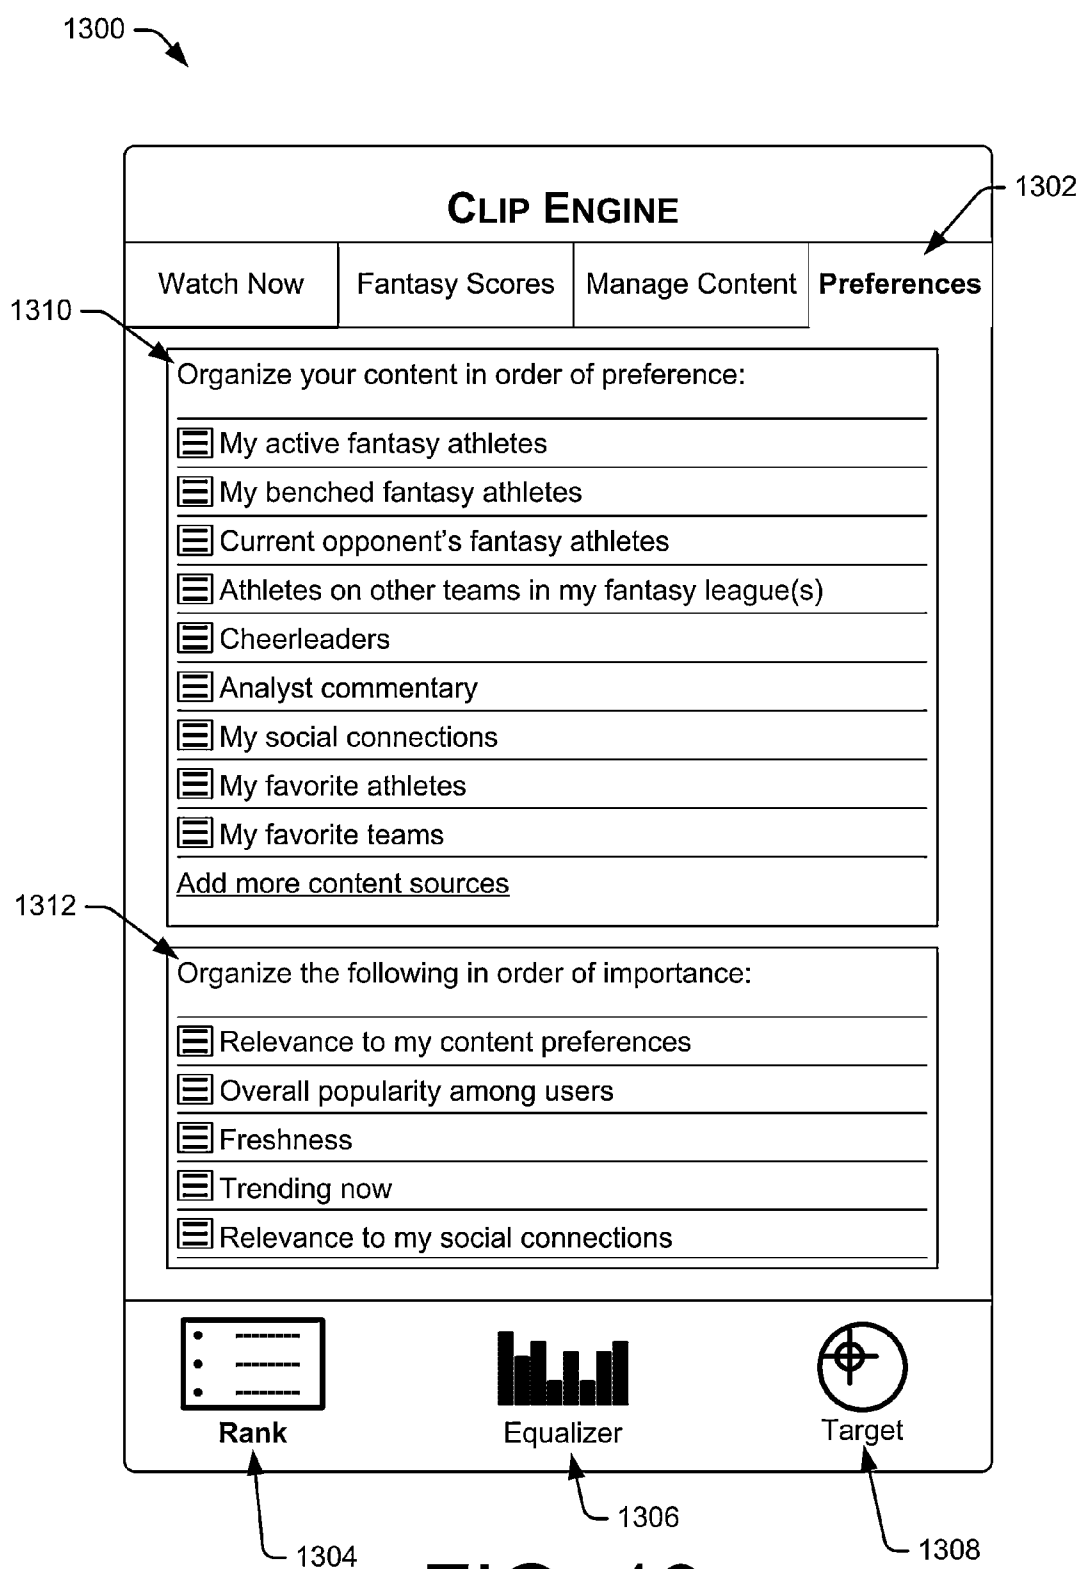 1300
CLIP ENGINE
1302
Watch Now
Fantasy Scores
Manage Content
Preferences
1310
Organize your content in order of preference:
My active fantasy athletes
My benched fantasy athletes
Current opponent's fantasy athletes
Athletes on other teams in my fantasy league(s)
Cheerleaders
Analyst commentary
My social connections
My favorite athletes
My favorite teams
Add more content sources
1312
Organize the following in order of importance:
Relevance to my content preferences
Overall popularity among users
Freshness
Trending now
Relevance to my social connections
Rank
Equalizer
Target
1306
1304
1308